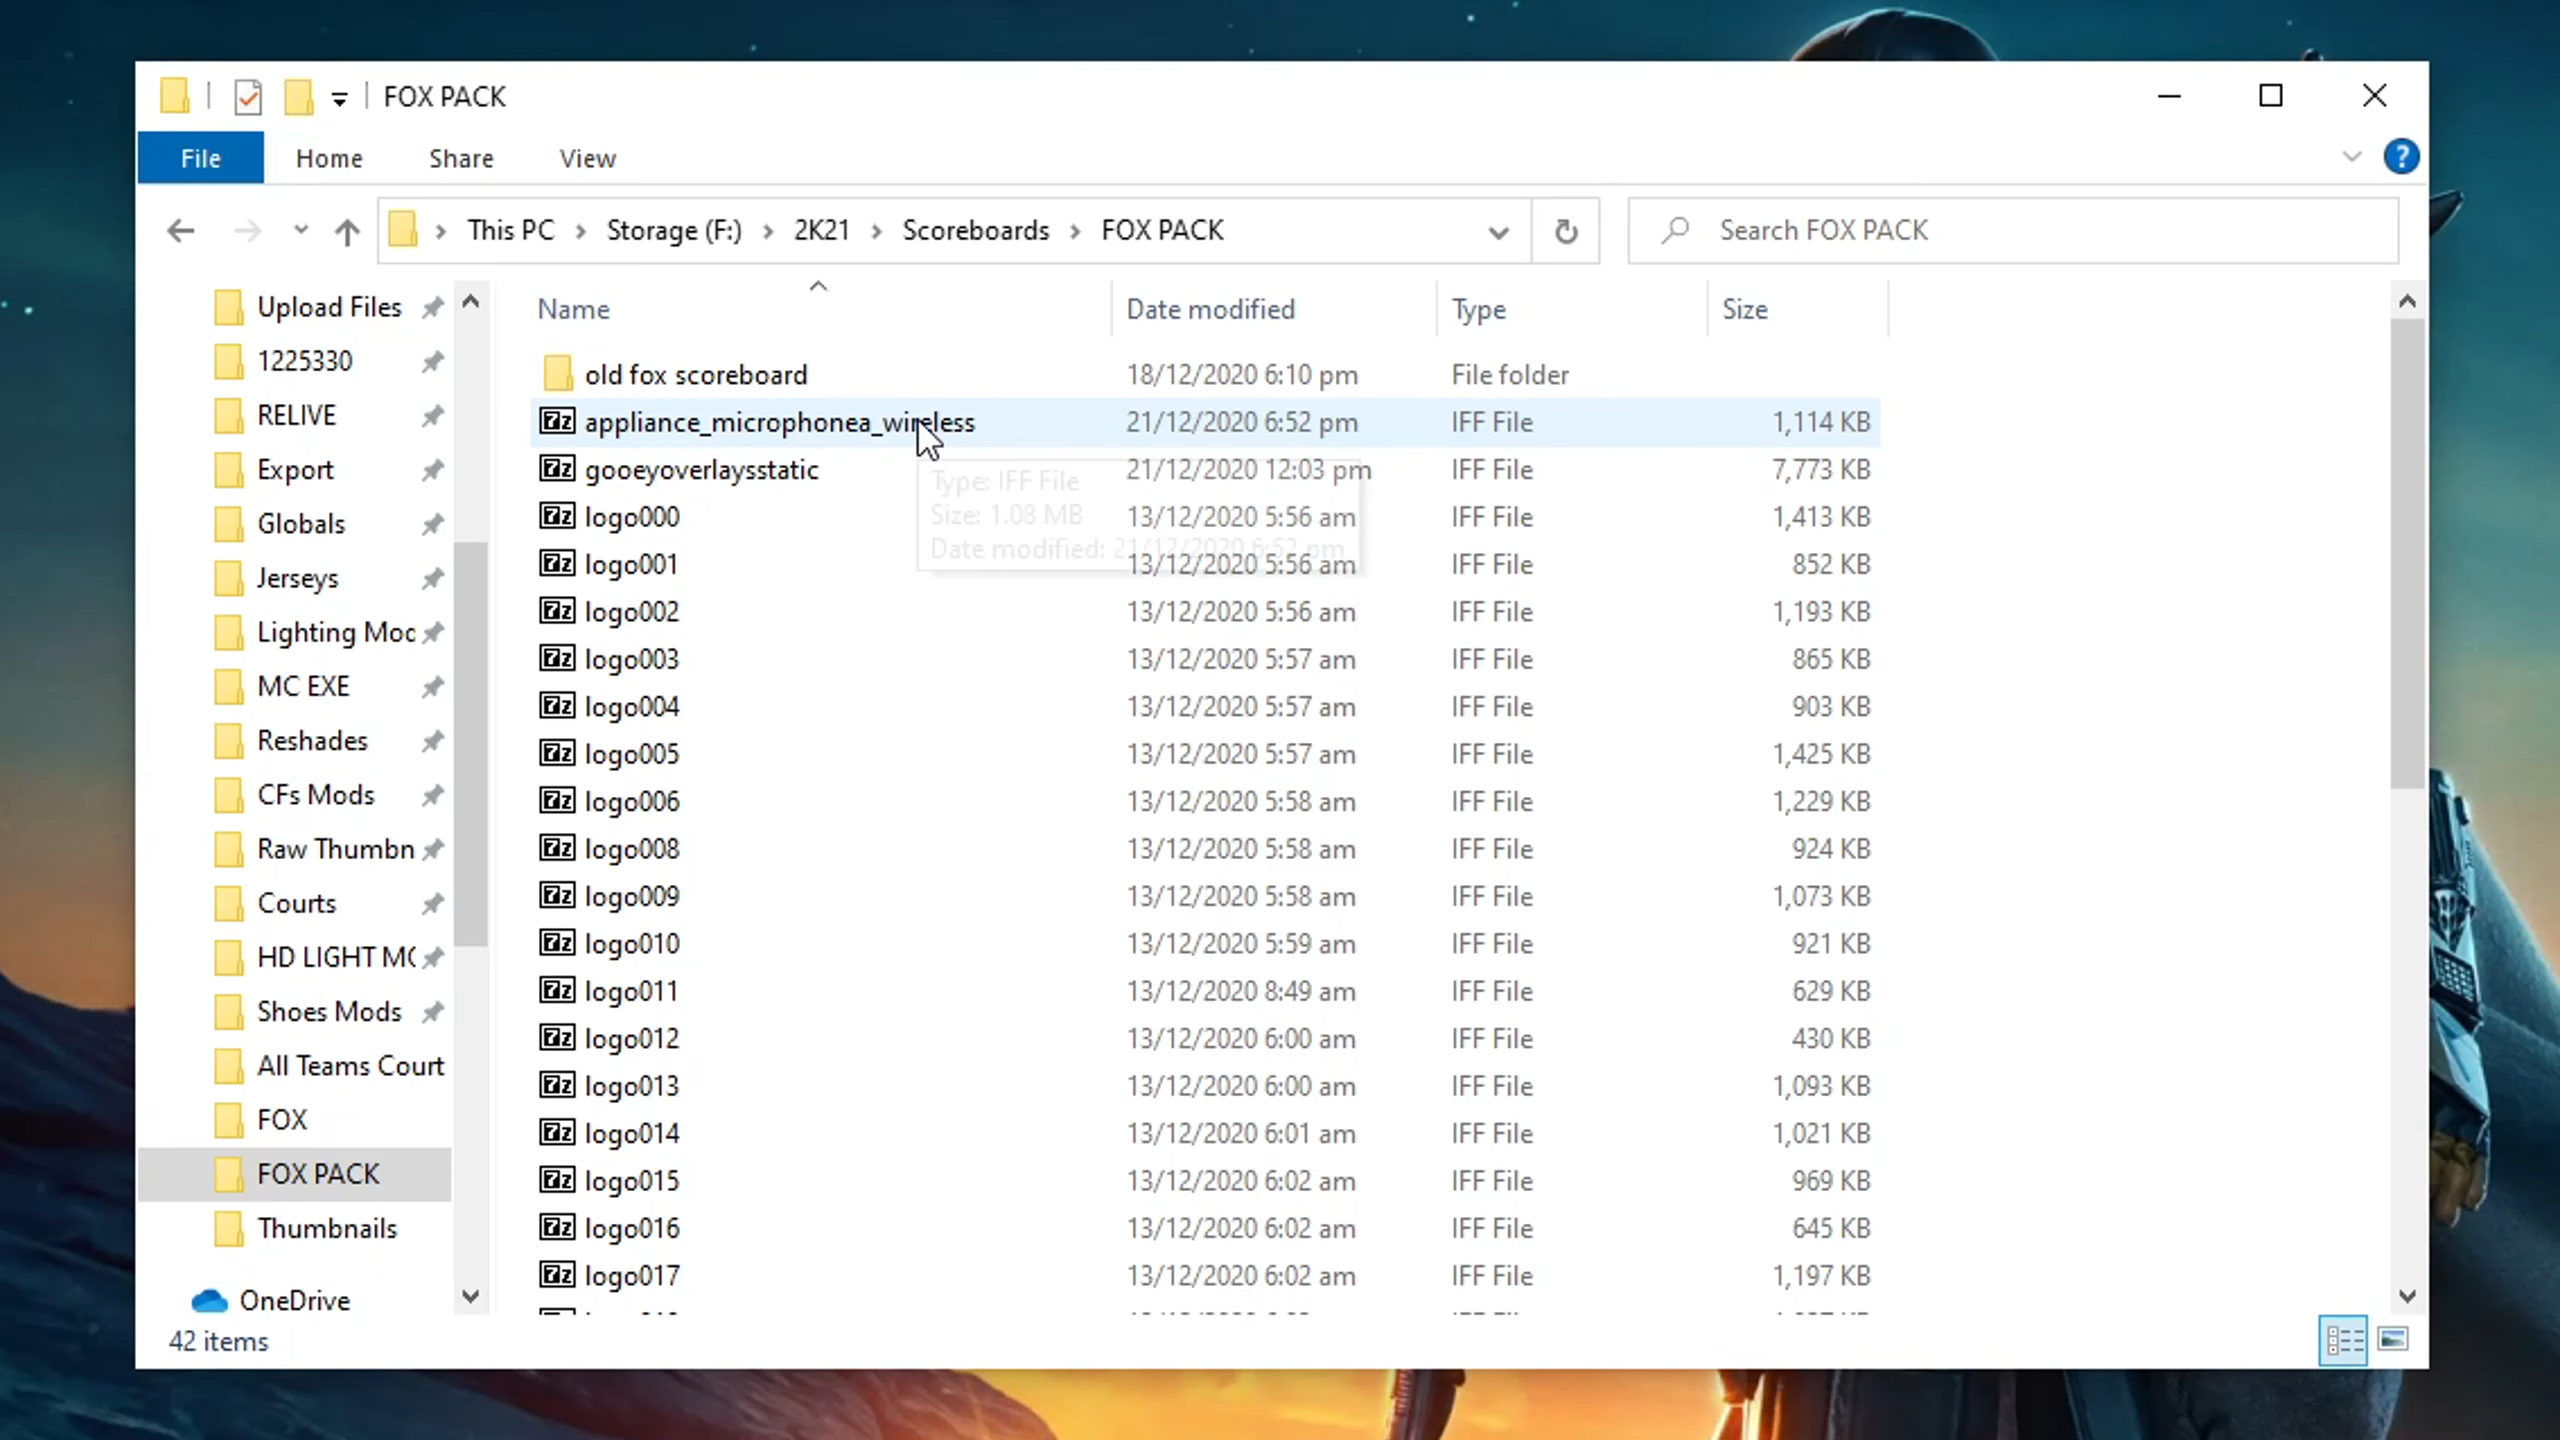 FOX PACK
File Home Share View
This PC Storage (F:) 2K21 Scoreboards FOX PACK Search FOX PACK
Upload Files
1225330
RELIVE
Export
Globals
Jerseys
Lighting Moc
MC EXE
Reshades
CFs Mods
Raw Thumbn
Courts
HD LIGHT MC
Shoes Mods
All Teams Court
FOX
FOX PACK
Thumbnails
OneDrive
Name Date modified Type Size
old fox scoreboard 18/12/2020 6:10 pm File folder
appliance_microphonea_wireless 21/12/2020 6:52 pm IFF File 1,114 KB
gooeyoverlaysstatic 21/12/2020 12:03 pm IFF File 7,773 KB
logo000 13/12/2020 5:56 am IFF File 1,413 KB
logo001 13/12/2020 5:56 am IFF File 852 KB
logo002 13/12/2020 5:56 am IFF File 1,193 KB
logo003 13/12/2020 5:57 am IFF File 865 KB
logo004 13/12/2020 5:57 am IFF File 903 KB
logo005 13/12/2020 5:57 am IFF File 1,425 KB
logo006 13/12/2020 5:58 am IFF File 1,229 KB
logo008 13/12/2020 5:58 am IFF File 924 KB
logo009 13/12/2020 5:58 am IFF File 1,073 KB
logo010 13/12/2020 5:59 am IFF File 921 KB
logo011 13/12/2020 8:49 am IFF File 629 KB
logo012 13/12/2020 6:00 am IFF File 430 KB
logo013 13/12/2020 6:00 am IFF File 1,093 KB
logo014 13/12/2020 6:01 am IFF File 1,021 KB
logo015 13/12/2020 6:02 am IFF File 969 KB
logo016 13/12/2020 6:02 am IFF File 645 KB
logo017 13/12/2020 6:02 am IFF File 1,197 KB
Type: IFF File
Size: 1.08 MB
Date modified: 21/12/2020 6:52 pm
42 items